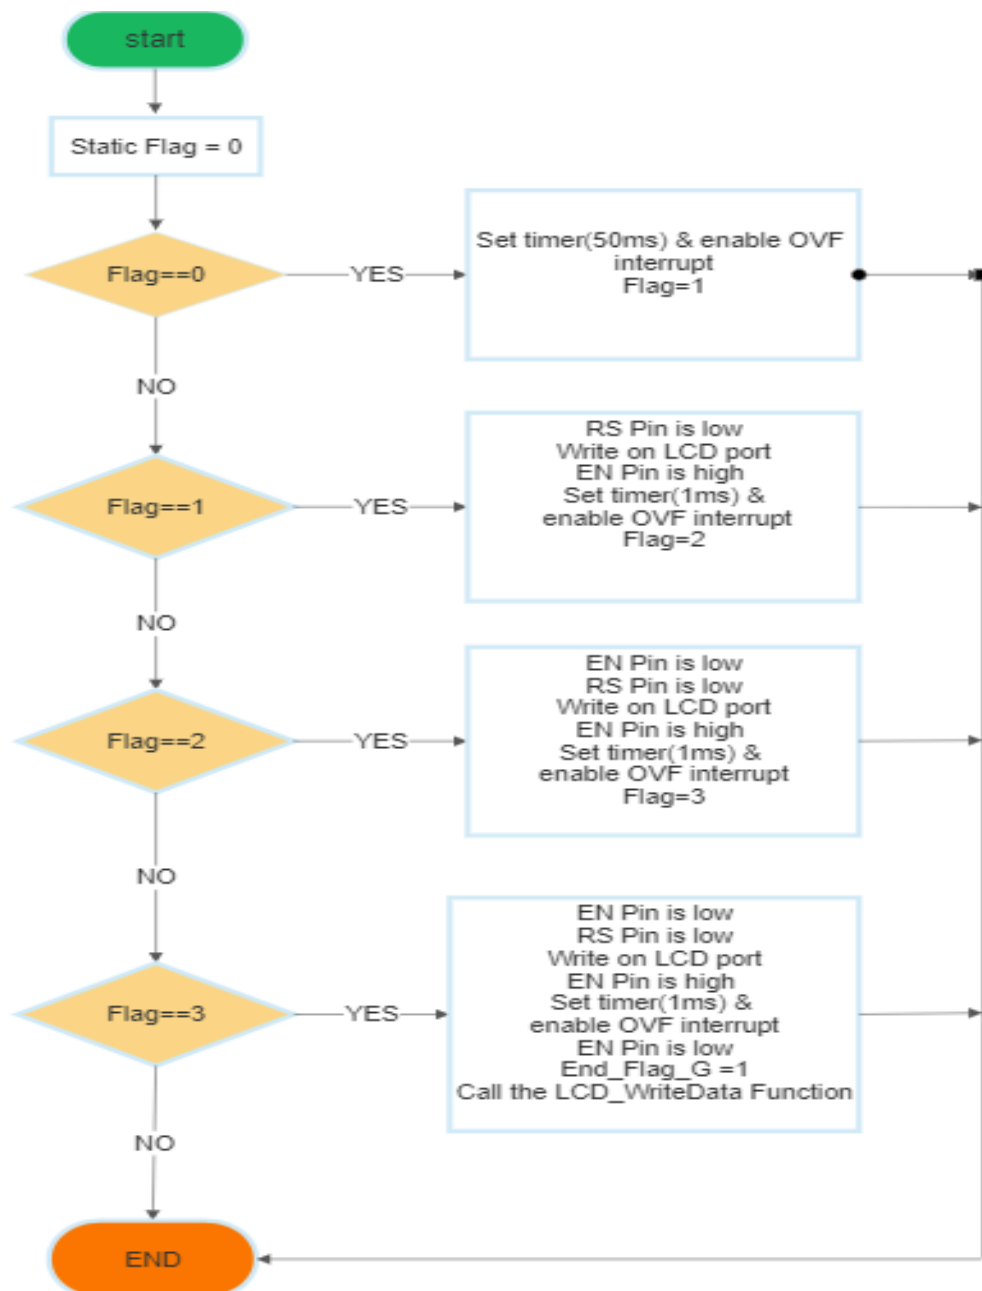 start
Static Flag = 0
Flag==0
YES
Set timer(50ms) & enable OVF
interrupt
Flag=1
NO
Flag==1
YES
RS Pin is low
Write on LCD port
EN Pin is high
Set timer(1ms) &
enable OVF interrupt
Flag=2
NO
Flag==2
YES
EN Pin is low
RS Pin is low
Write on LCD port
EN Pin is high
Set timer(1ms) &
enable OVF interrupt
Flag=3
NO
Flag==3
YES
EN Pin is low
RS Pin is low
Write on LCD port
EN Pin is high
Set timer(1ms) &
enable OVF interrupt
EN Pin is low
End_Flag_G =1
Call the LCD_WriteData Function
NO
END